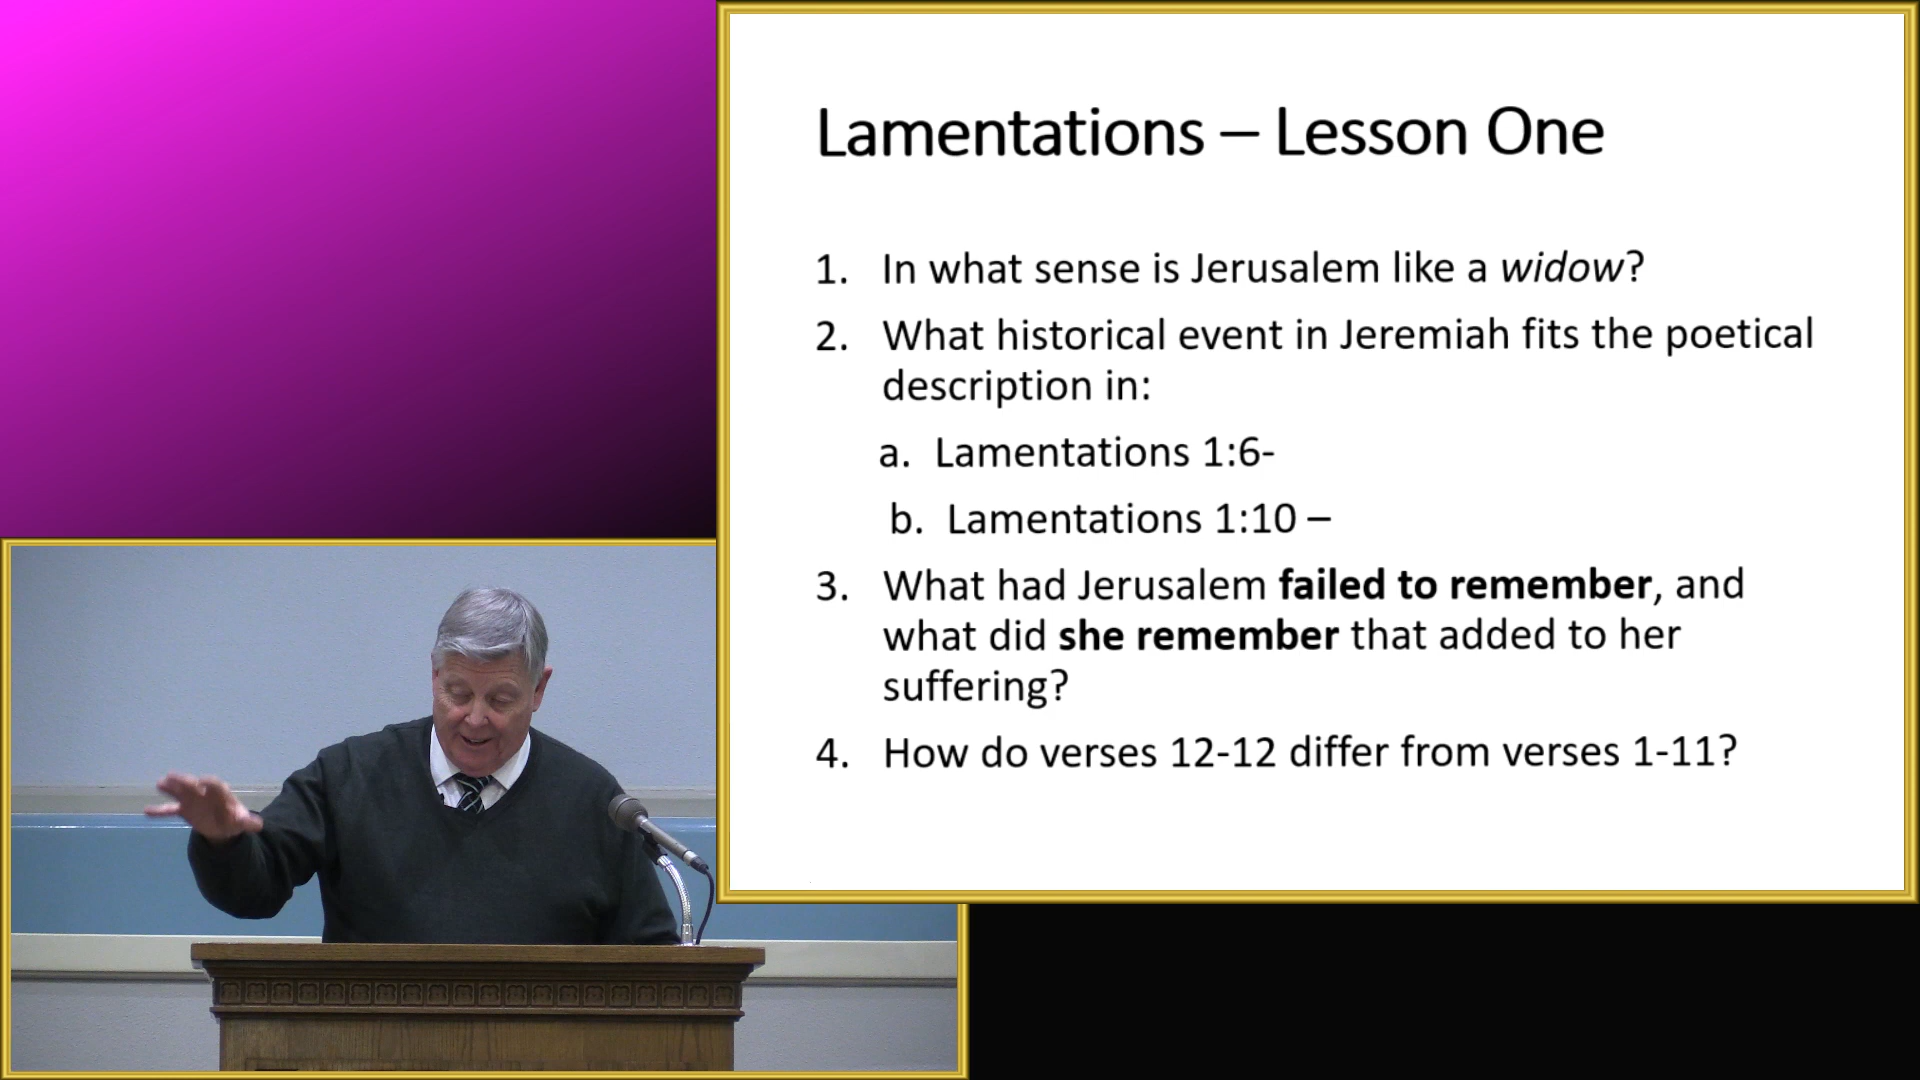 Lamentations – Lesson One
1. In what sense is Jerusalem like a widow?
2. What historical event in Jeremiah fits the poetical
description in:
a. Lamentations 1:6-
b. Lamentations 1:10 –
3. What had Jerusalem failed to remember, and
what did she remember that added to her
suffering?
4. How do verses 12-12 differ from verses 1-11?